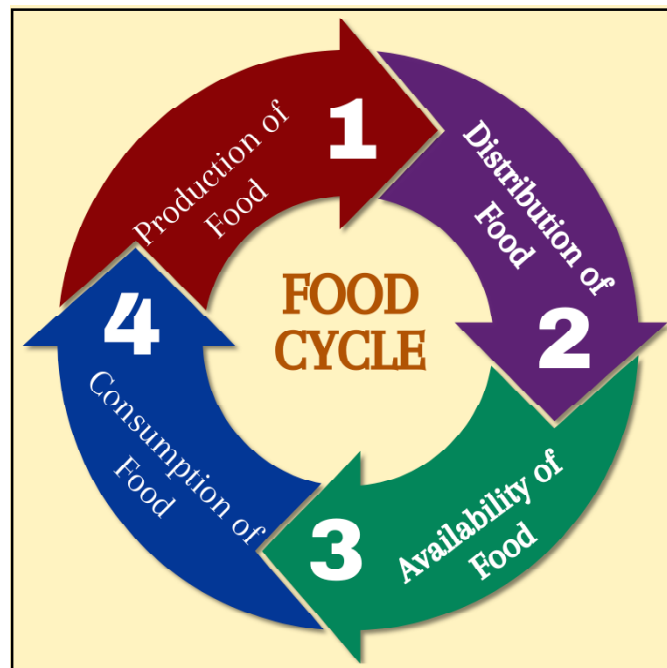 Production of
Food
1
Distribution of
Food
2
Availability of
Food
3
Consumption of
Food
4
FOOD
CYCLE